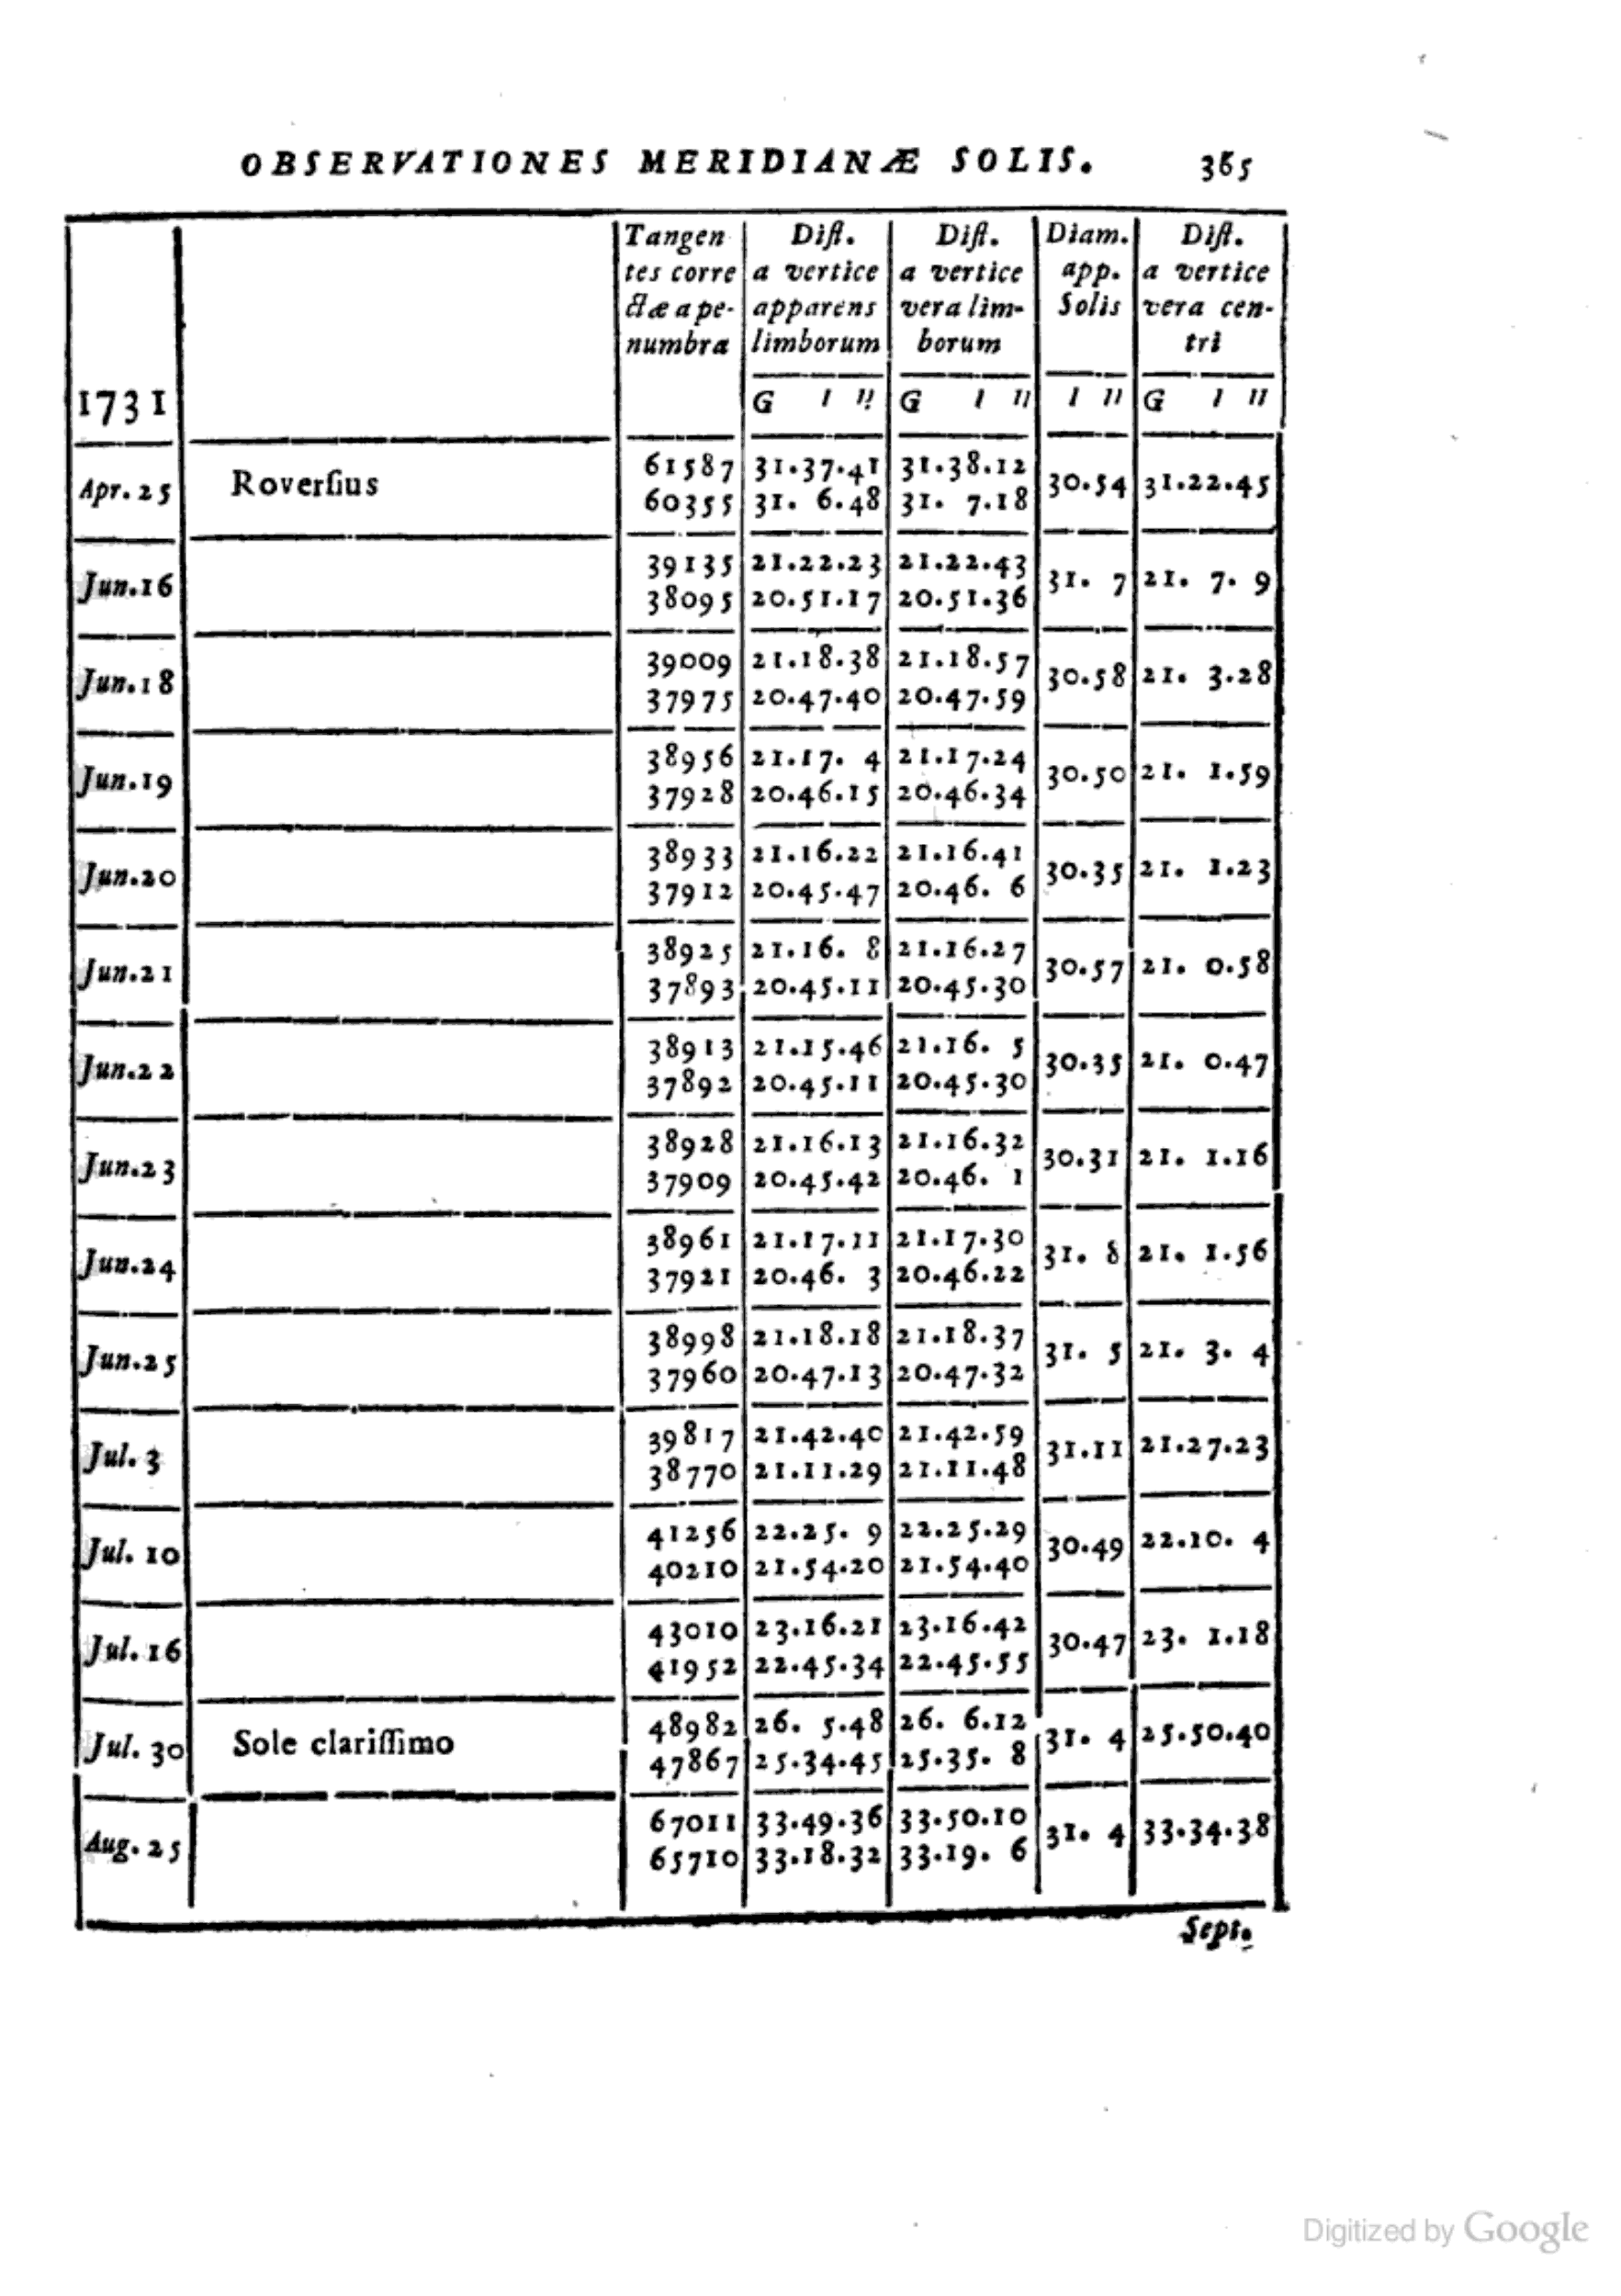 OBSERVATIONES MERIDIANÆ SOLIS. 365
1731
Tangen
tes corre
ctæ a pe-
numbra
Dist.
a vertice
apparens
limborum
G I II
Dist.
a vertice
vera lim-
borum
G I II
Diam.
app.
Solis
I II
Dist.
a vertice
vera cen-
tri
G I II
Apr. 25 Roversius 61587 31.37.41 31.38.12 30.54 31.22.45
60355 31. 6.48 31. 7.18
Jun.16 39135 21.22.23 21.22.43 31. 7 21. 7. 9
38095 20.51.17 20.51.36
Jun.18 39009 21.18.38 21.18.57 30.58 21. 3.28
37975 20.47.40 20.47.59
Jun.19 38956 21.17. 4 21.17.24 30.50 21. 1.59
37928 20.46.15 20.46.34
Jun.20 38933 21.16.22 21.16.41 30.35 21. 1.23
37912 20.45.47 20.46. 6
Jun.21 38925 21.16. 8 21.16.27 30.57 21. 0.58
37893 20.45.11 20.45.30
Jun.22 38913 21.15.46 21.16. 5 30.35 21. 0.47
37892 20.45.11 20.45.30
Jun.23 38928 21.16.13 21.16.32 30.31 21. 1.16
37909 20.45.42 20.46. 1
Jun.24 38961 21.17.11 21.17.30 31. 8 21. 1.56
37921 20.46. 3 20.46.22
Jun.25 38998 21.18.18 21.18.37 31. 5 21. 3. 4
37960 20.47.13 20.47.32
Jul. 3 39817 21.42.40 21.42.59 31.11 21.27.23
38770 21.11.29 21.11.48
Jul. 10 41256 22.25. 9 22.25.29 30.49 22.10. 4
40210 21.54.20 21.54.40
Jul. 16 43010 23.16.21 23.16.42 30.47 23. 1.18
41952 22.45.34 22.45.55
Jul. 30 Sole clarissimo 48982 26. 5.48 26. 6.12 31. 4 25.50.40
47867 25.34.45 25.35. 8
Aug. 25 67011 33.49.36 33.50.10 31. 4 33.34.38
65710 33.18.32 33.19. 6
Sept.
Digitized by Google